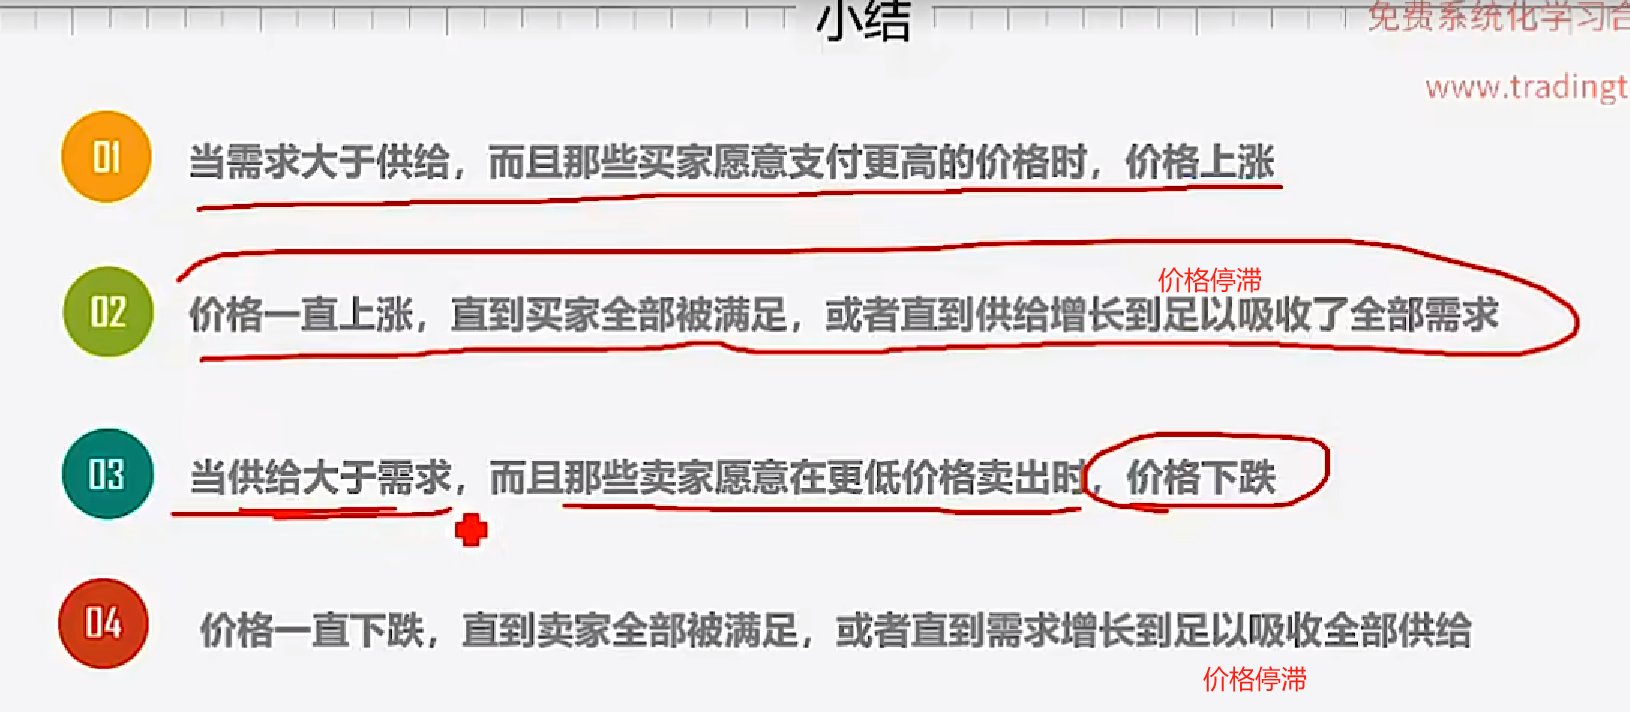 小结
免费系统化学习合
www.tradingt
01
当需求大于供给，而且那些买家愿意支付更高的价格时，价格上涨
价格停滞
02
价格一直上涨，直到买家全部被满足，或者直到供给增长到足以吸收了全部需求
03
当供给大于需求，而且那些卖家愿意在更低价格卖出时，价格下跌
04
价格一直下跌，直到卖家全部被满足，或者直到需求增长到足以吸收全部供给
价格停滞